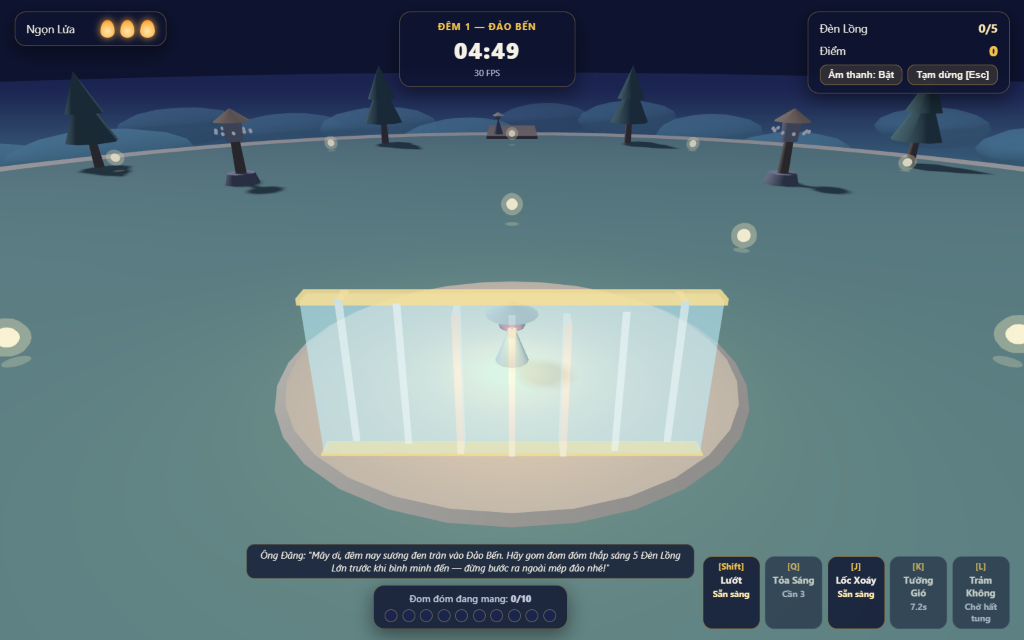 Ngọn Lửa
ĐÊM 1 — ĐẢO BẾN
04:49
30 FPS
Đèn Lồng 0/5
Điểm 0
Âm thanh: Bật
Tạm dừng [Esc]
Ông Đăng: "Mây ơi, đêm nay sương đen tràn vào Đảo Bến. Hãy gom đom đóm thắp sáng 5 Đèn Lồng
Lớn trước khi bình minh đến — đừng bước ra ngoài mép đảo nhé!"
Đom đóm đang mang: 0/10
[Shift]
Lướt
Sẵn sàng
[Q]
Tỏa Sáng
Cần 3
[J]
Lốc Xoáy
Sẵn sàng
[K]
Tường
Gió
7.2s
[L]
Trảm
Không
Chờ hất
tung